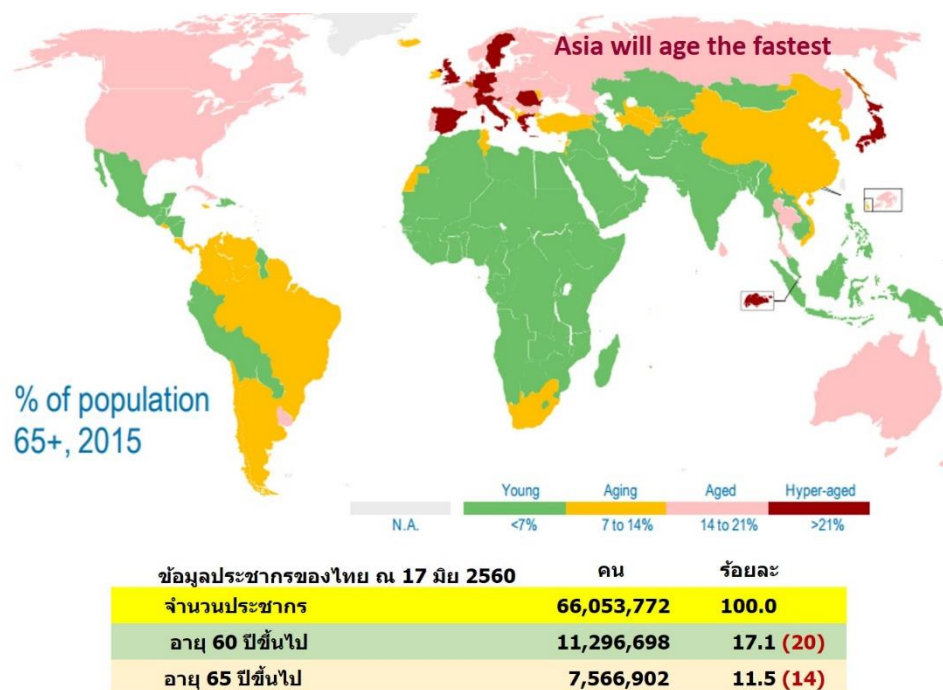 Asia will age the fastest
% of population
65+, 2015
Young Aging Aged Hyper-aged
N.A. <7% 7 to 14% 14 to 21% >21%
ข้อมูลประชากรของไทย ณ 17 มิย 2560 คน ร้อยละ
จำนวนประชากร 66,053,772 100.0
อายุ 60 ปีขึ้นไป 11,296,698 17.1 (20)
อายุ 65 ปีขึ้นไป 7,566,902 11.5 (14)